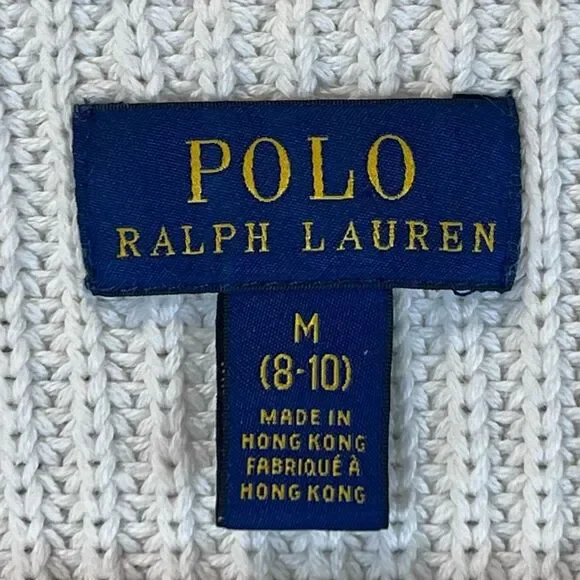 POLO
RALPH LAUREN
M
(8-10)
MADE IN
HONG KONG
FABRIQUÉ À
HONG KONG